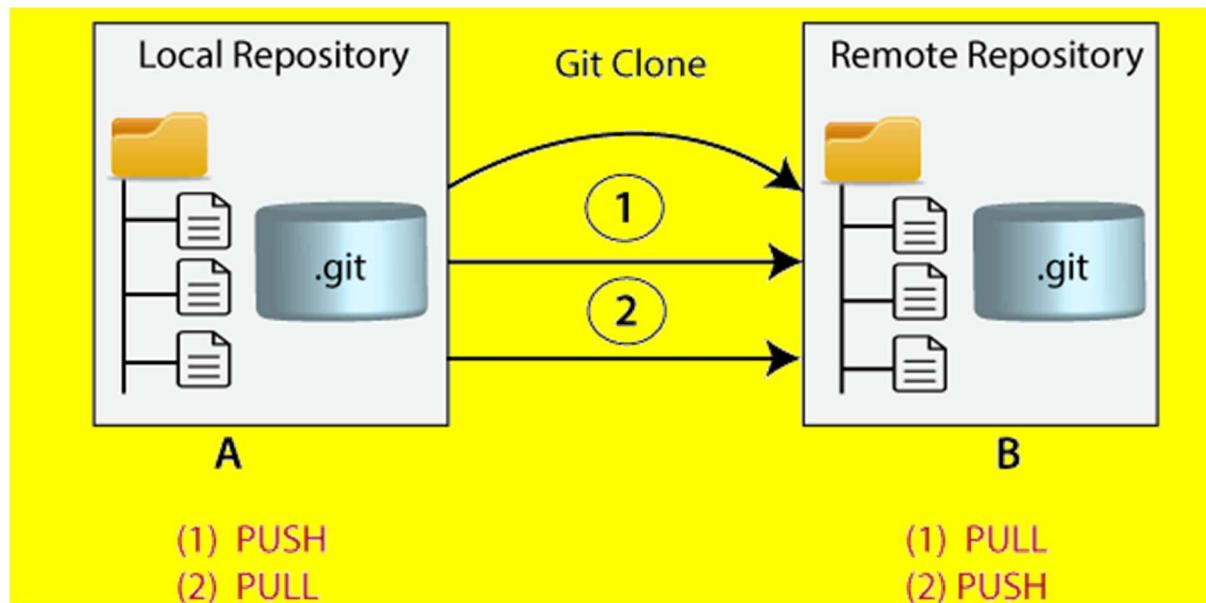 Local Repository
Git Clone
Remote Repository
1
.git
.git
2
A
B
(1) PUSH
(2) PULL
(1) PULL
(2) PUSH